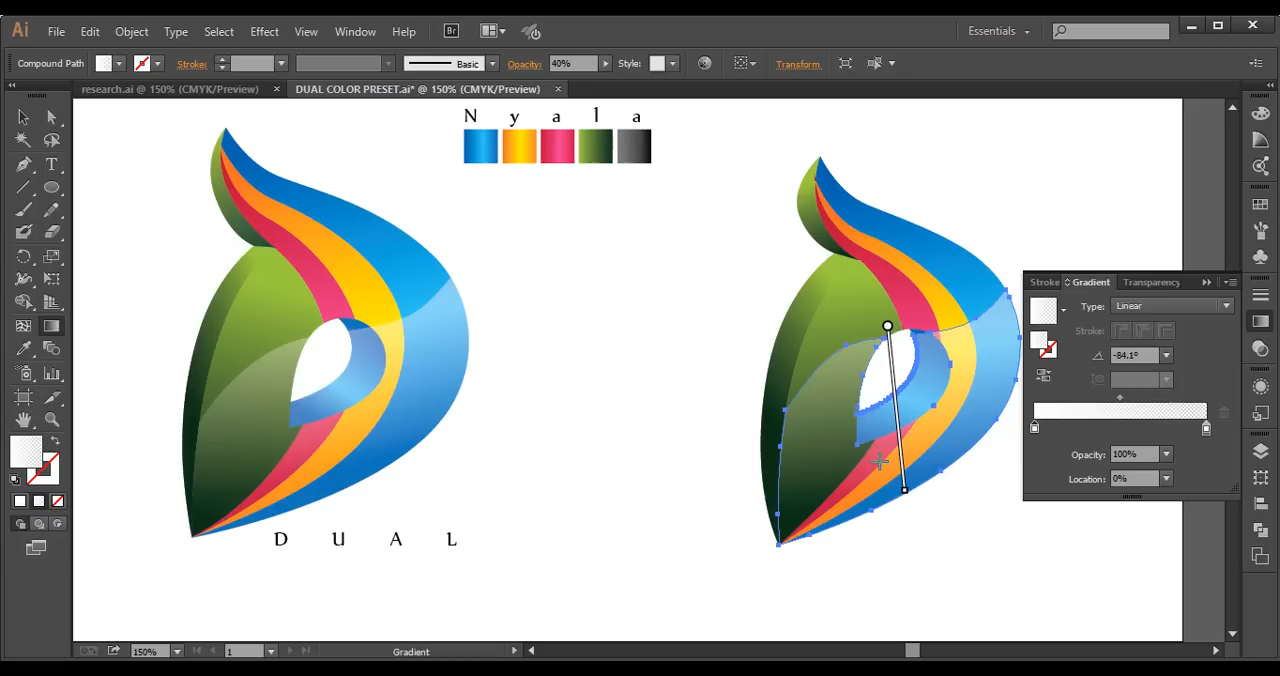 Ai File Edit Object Type Select Effect View Window Help Br Essentials
Compound Path Stroke: Basic Opacity: 40% Style: Transform
research.ai @ 150% (CMYK/Preview) × DUAL COLOR PRESET.ai* @ 150% (CMYK/Preview) ×
N y a l a
Stroke Gradient Transparency
Type: Linear
Stroke:
-84.1°
Opacity: 100%
Location: 0%
D U A L
150% 1 Gradient